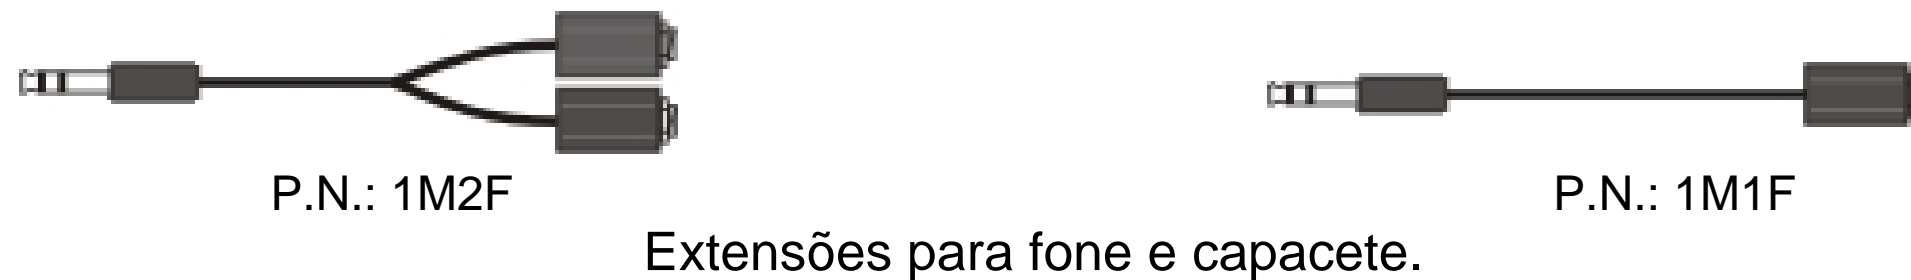 P.N.: 1M2F
P.N.: 1M1F
Extensões para fone e capacete.